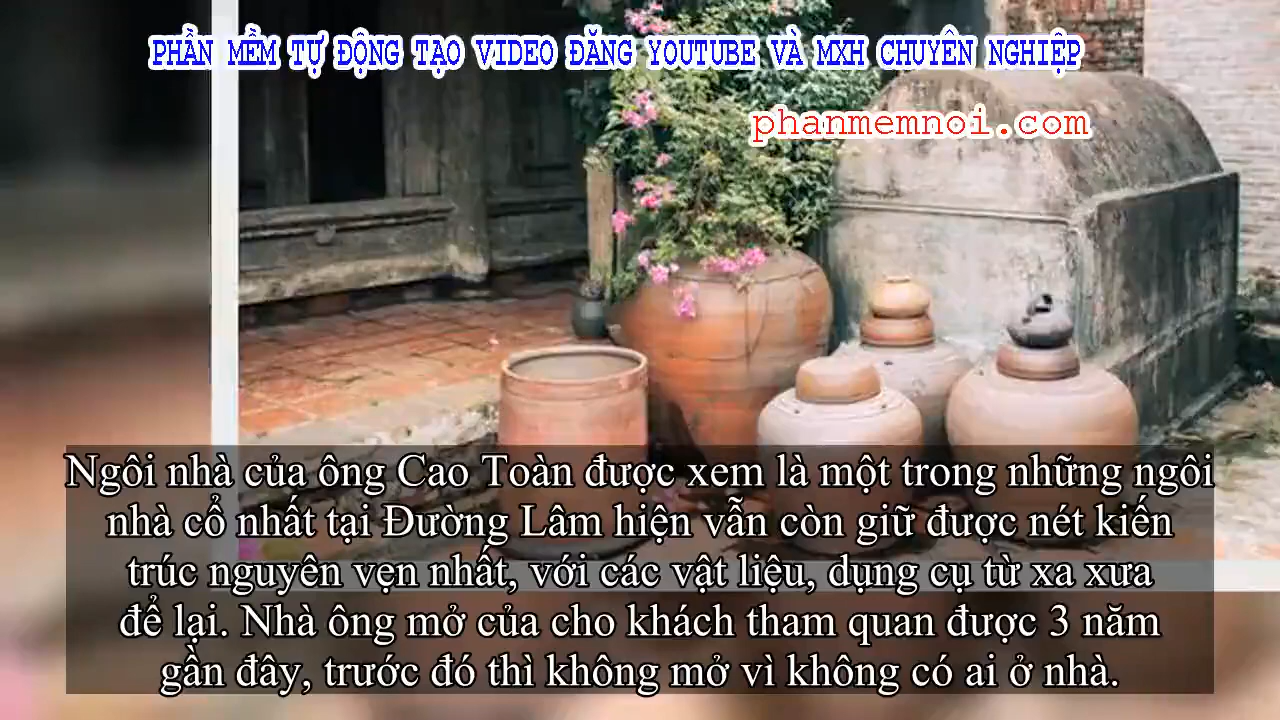 PHẦN MỀM TỰ ĐỘNG TẠO VIDEO ĐĂNG YOUTUBE VÀ MXH CHUYÊN NGHIỆP
phanmemnoi.com
Ngôi nhà của ông Cao Toàn được xem là một trong những ngôi
nhà cổ nhất tại Đường Lâm hiện vẫn còn giữ được nét kiến
trúc nguyên vẹn nhất, với các vật liệu, dụng cụ từ xa xưa
để lại. Nhà ông mở của cho khách tham quan được 3 năm
gần đây, trước đó thì không mở vì không có ai ở nhà.